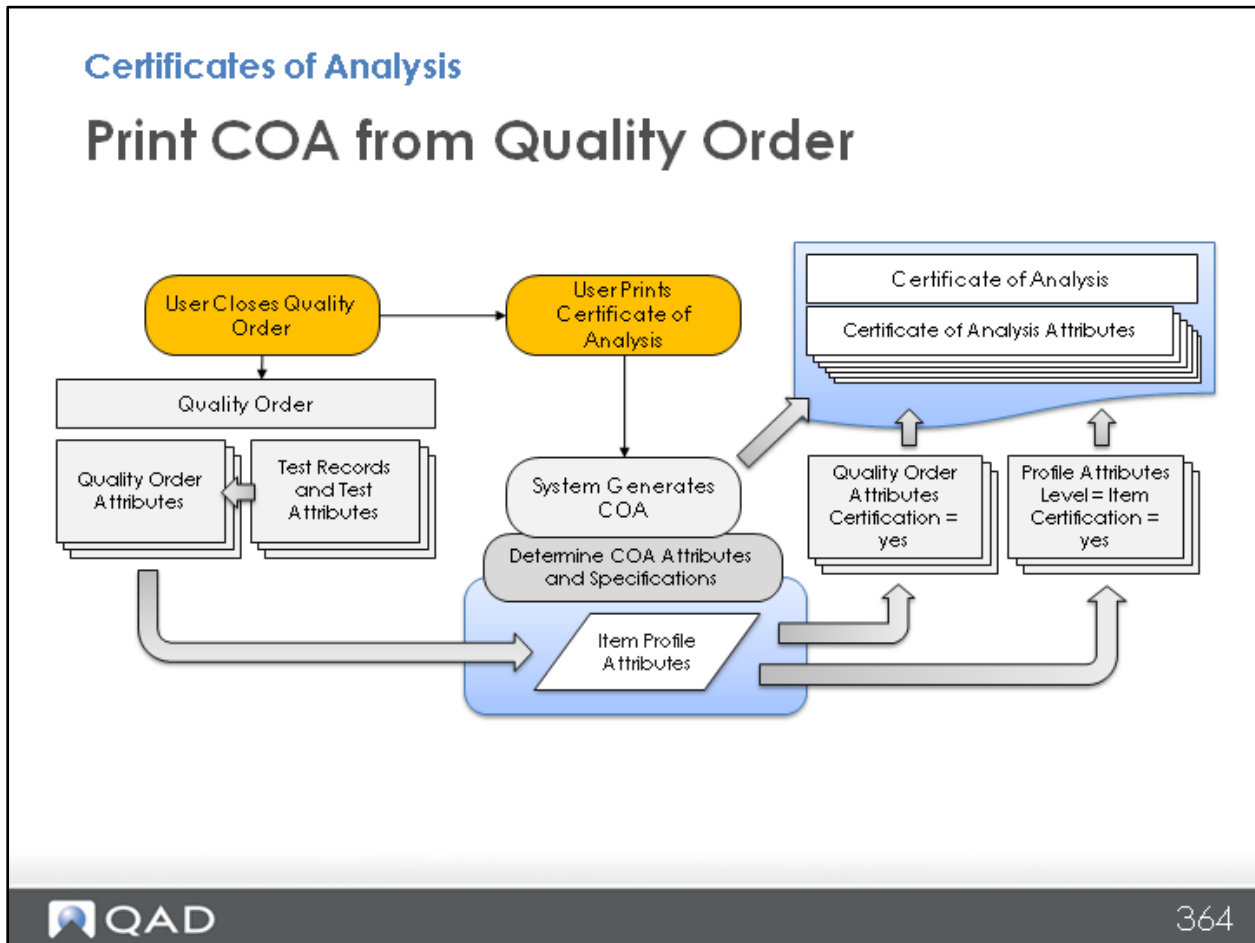 Certificates of Analysis
Print COA from Quality Order
User Closes Quality
Order
User Prints
Certificate of
Analysis
Certificate of Analysis
Certificate of Analysis Attributes
Quality Order
Quality Order
Attributes
Test Records
and Test
Attributes
System Generates
COA
Determine COA Attributes
and Specifications
Item Profile
Attributes
Quality Order
Attributes
Certification =
yes
Profile Attributes
Level = Item
Certification =
yes
QAD
364